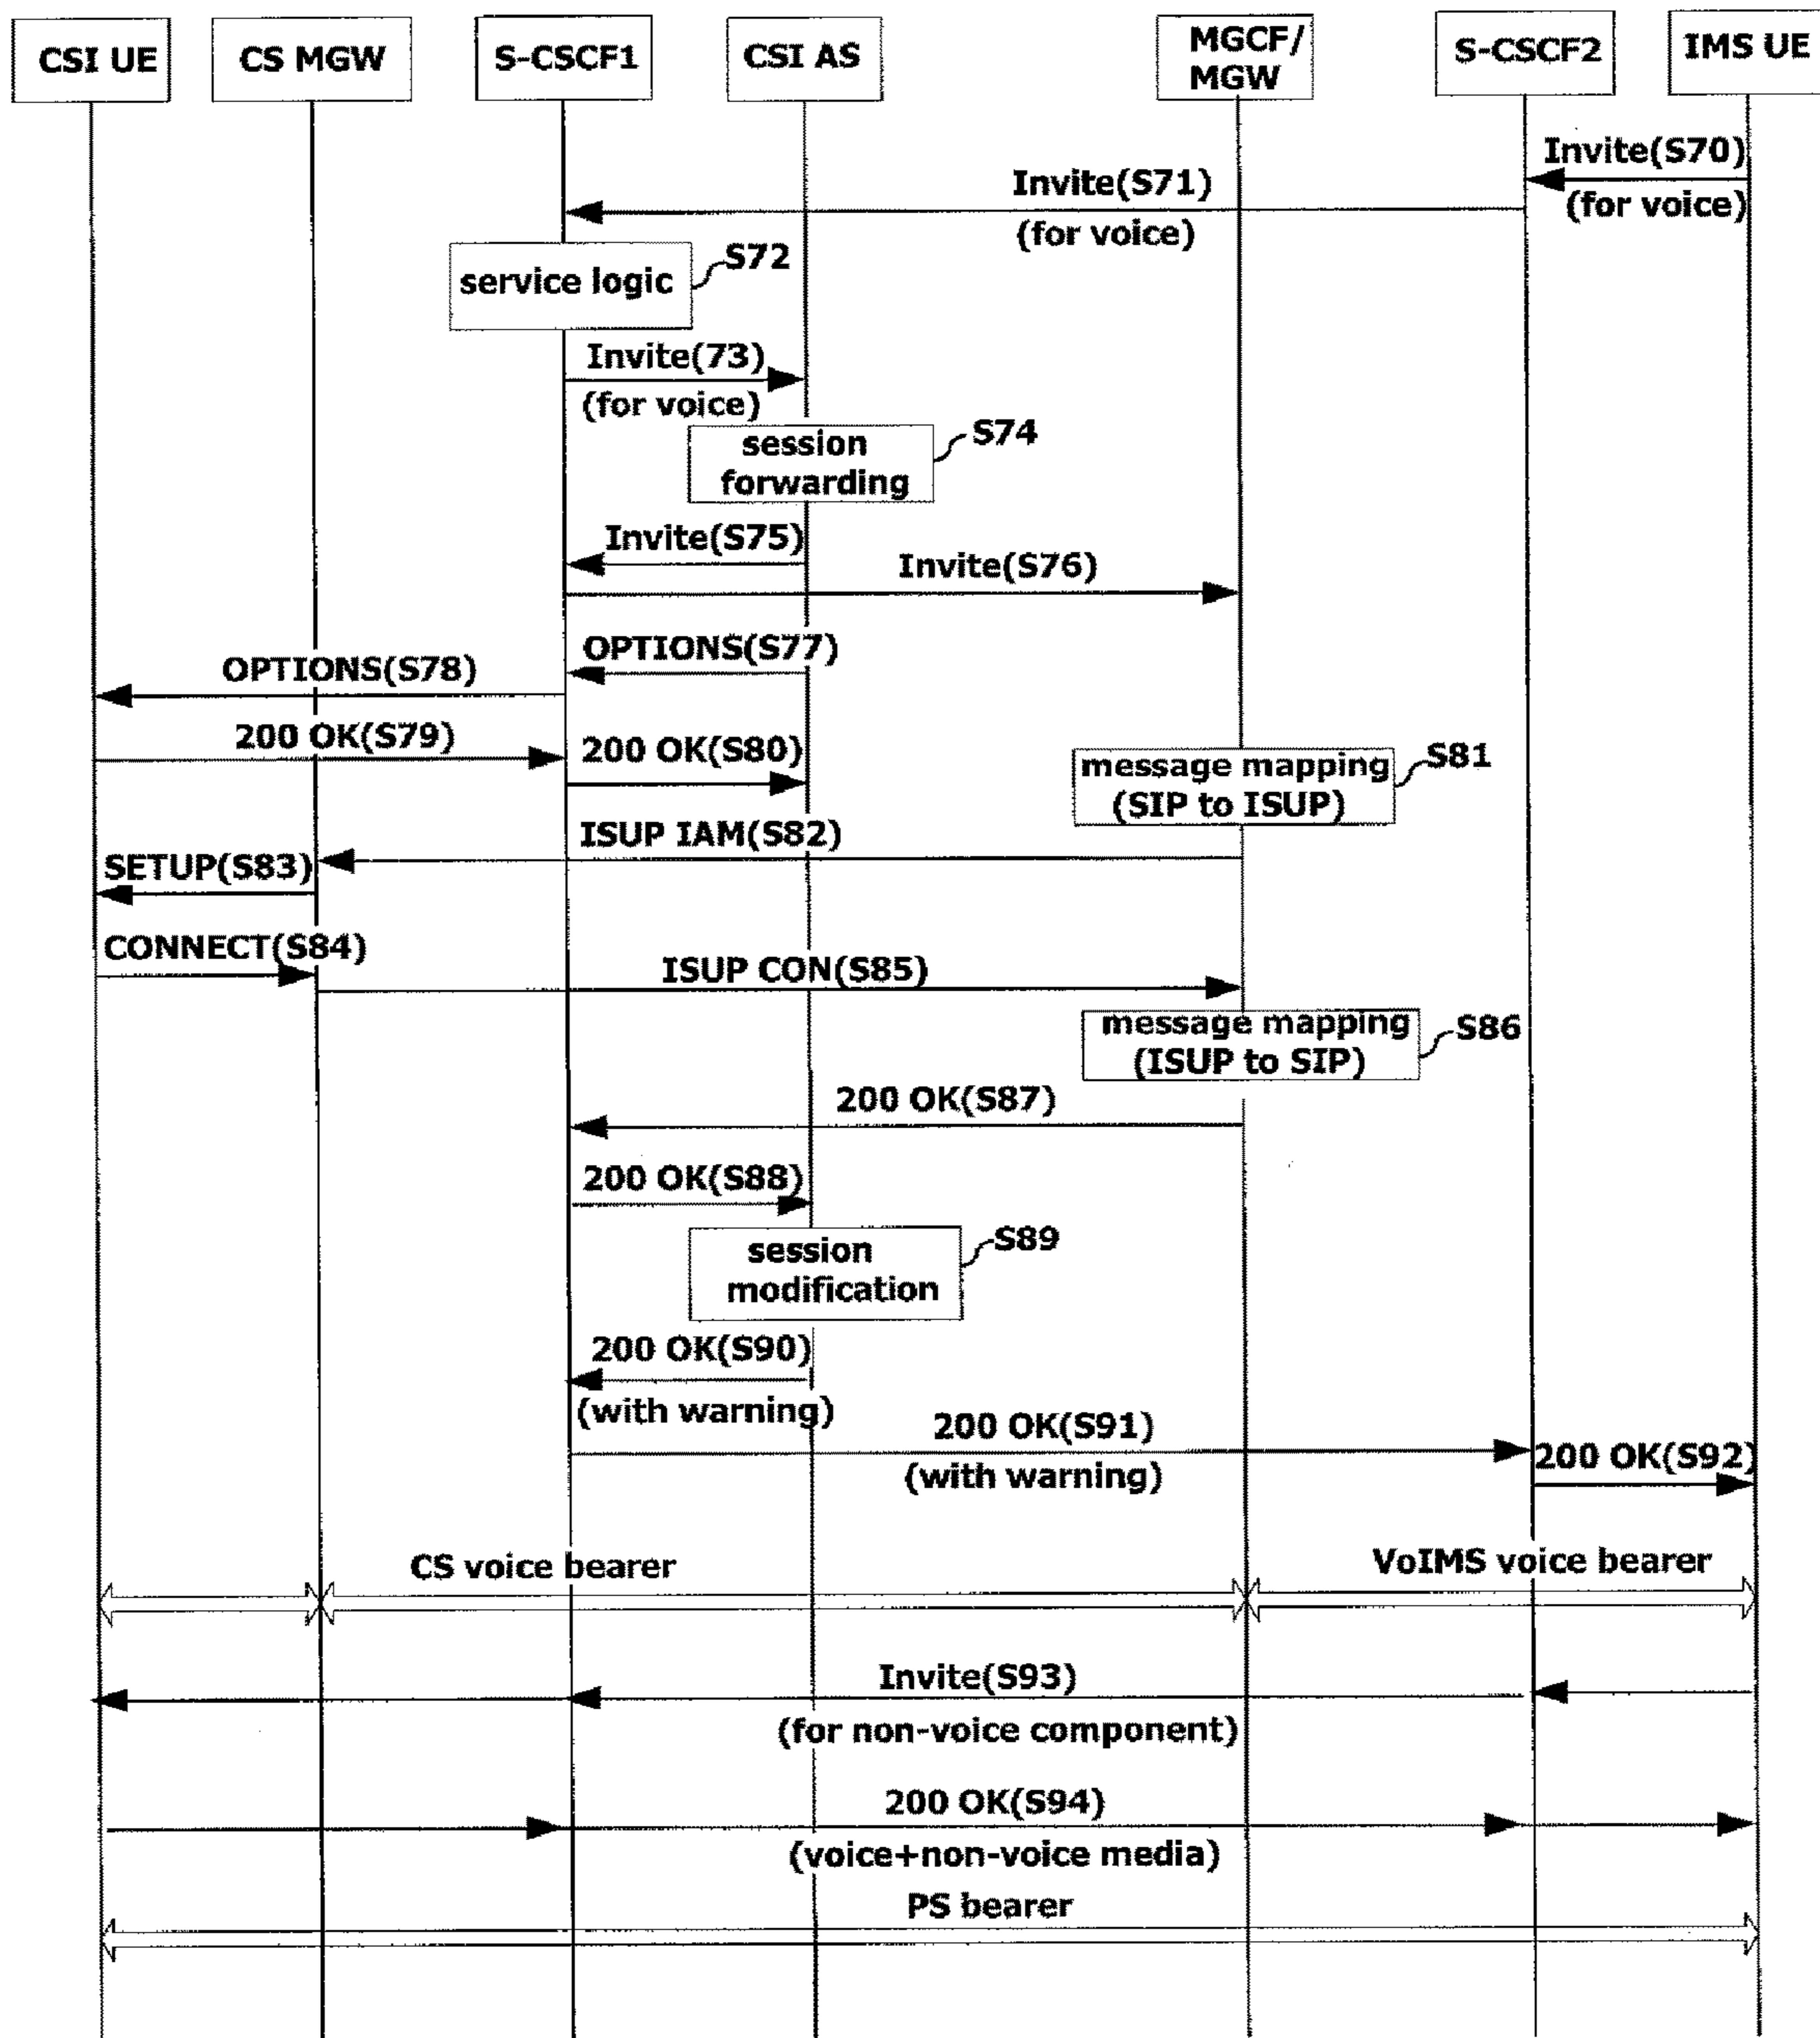 CSI UE
CS MGW
S-CSCF1
CSI AS
MGCF/
MGW
S-CSCF2
IMS UE
Invite(S70)
(for voice)
Invite(S71)
(for voice)
service logic
S72
Invite(73)
(for voice)
session
forwarding
S74
Invite(S75)
Invite(S76)
OPTIONS(S77)
OPTIONS(S78)
200 OK(S79)
200 OK(S80)
message mapping
(SIP to ISUP)
S81
ISUP IAM(S82)
SETUP(S83)
CONNECT(S84)
ISUP CON(S85)
message mapping
(ISUP to SIP)
S86
200 OK(S87)
200 OK(S88)
session
modification
S89
200 OK(S90)
(with warning)
200 OK(S91)
(with warning)
200 OK(S92)
CS voice bearer
VoIMS voice bearer
Invite(S93)
(for non-voice component)
200 OK(S94)
(voice+non-voice media)
PS bearer